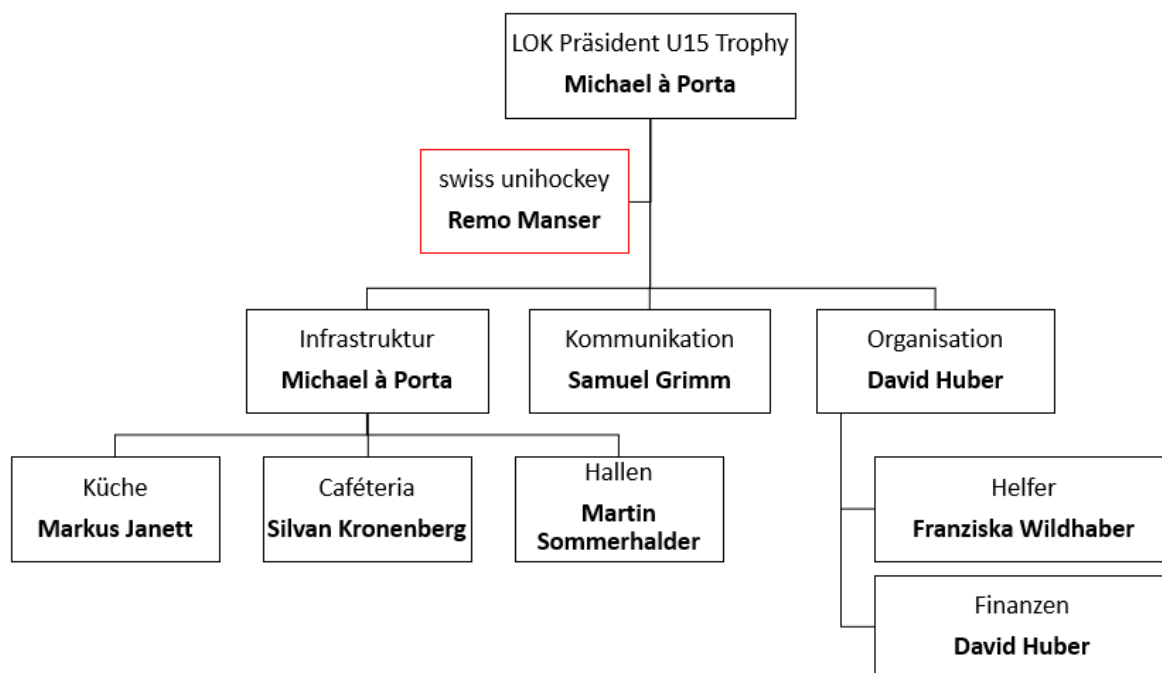 LOK Präsident U15 Trophy
Michael à Porta
swiss unihockey
Remo Manser
Infrastruktur
Michael à Porta
Kommunikation
Samuel Grimm
Organisation
David Huber
Küche
Markus Janett
Caféteria
Silvan Kronenberg
Hallen
Martin
Sommerhalder
Helfer
Franziska Wildhaber
Finanzen
David Huber